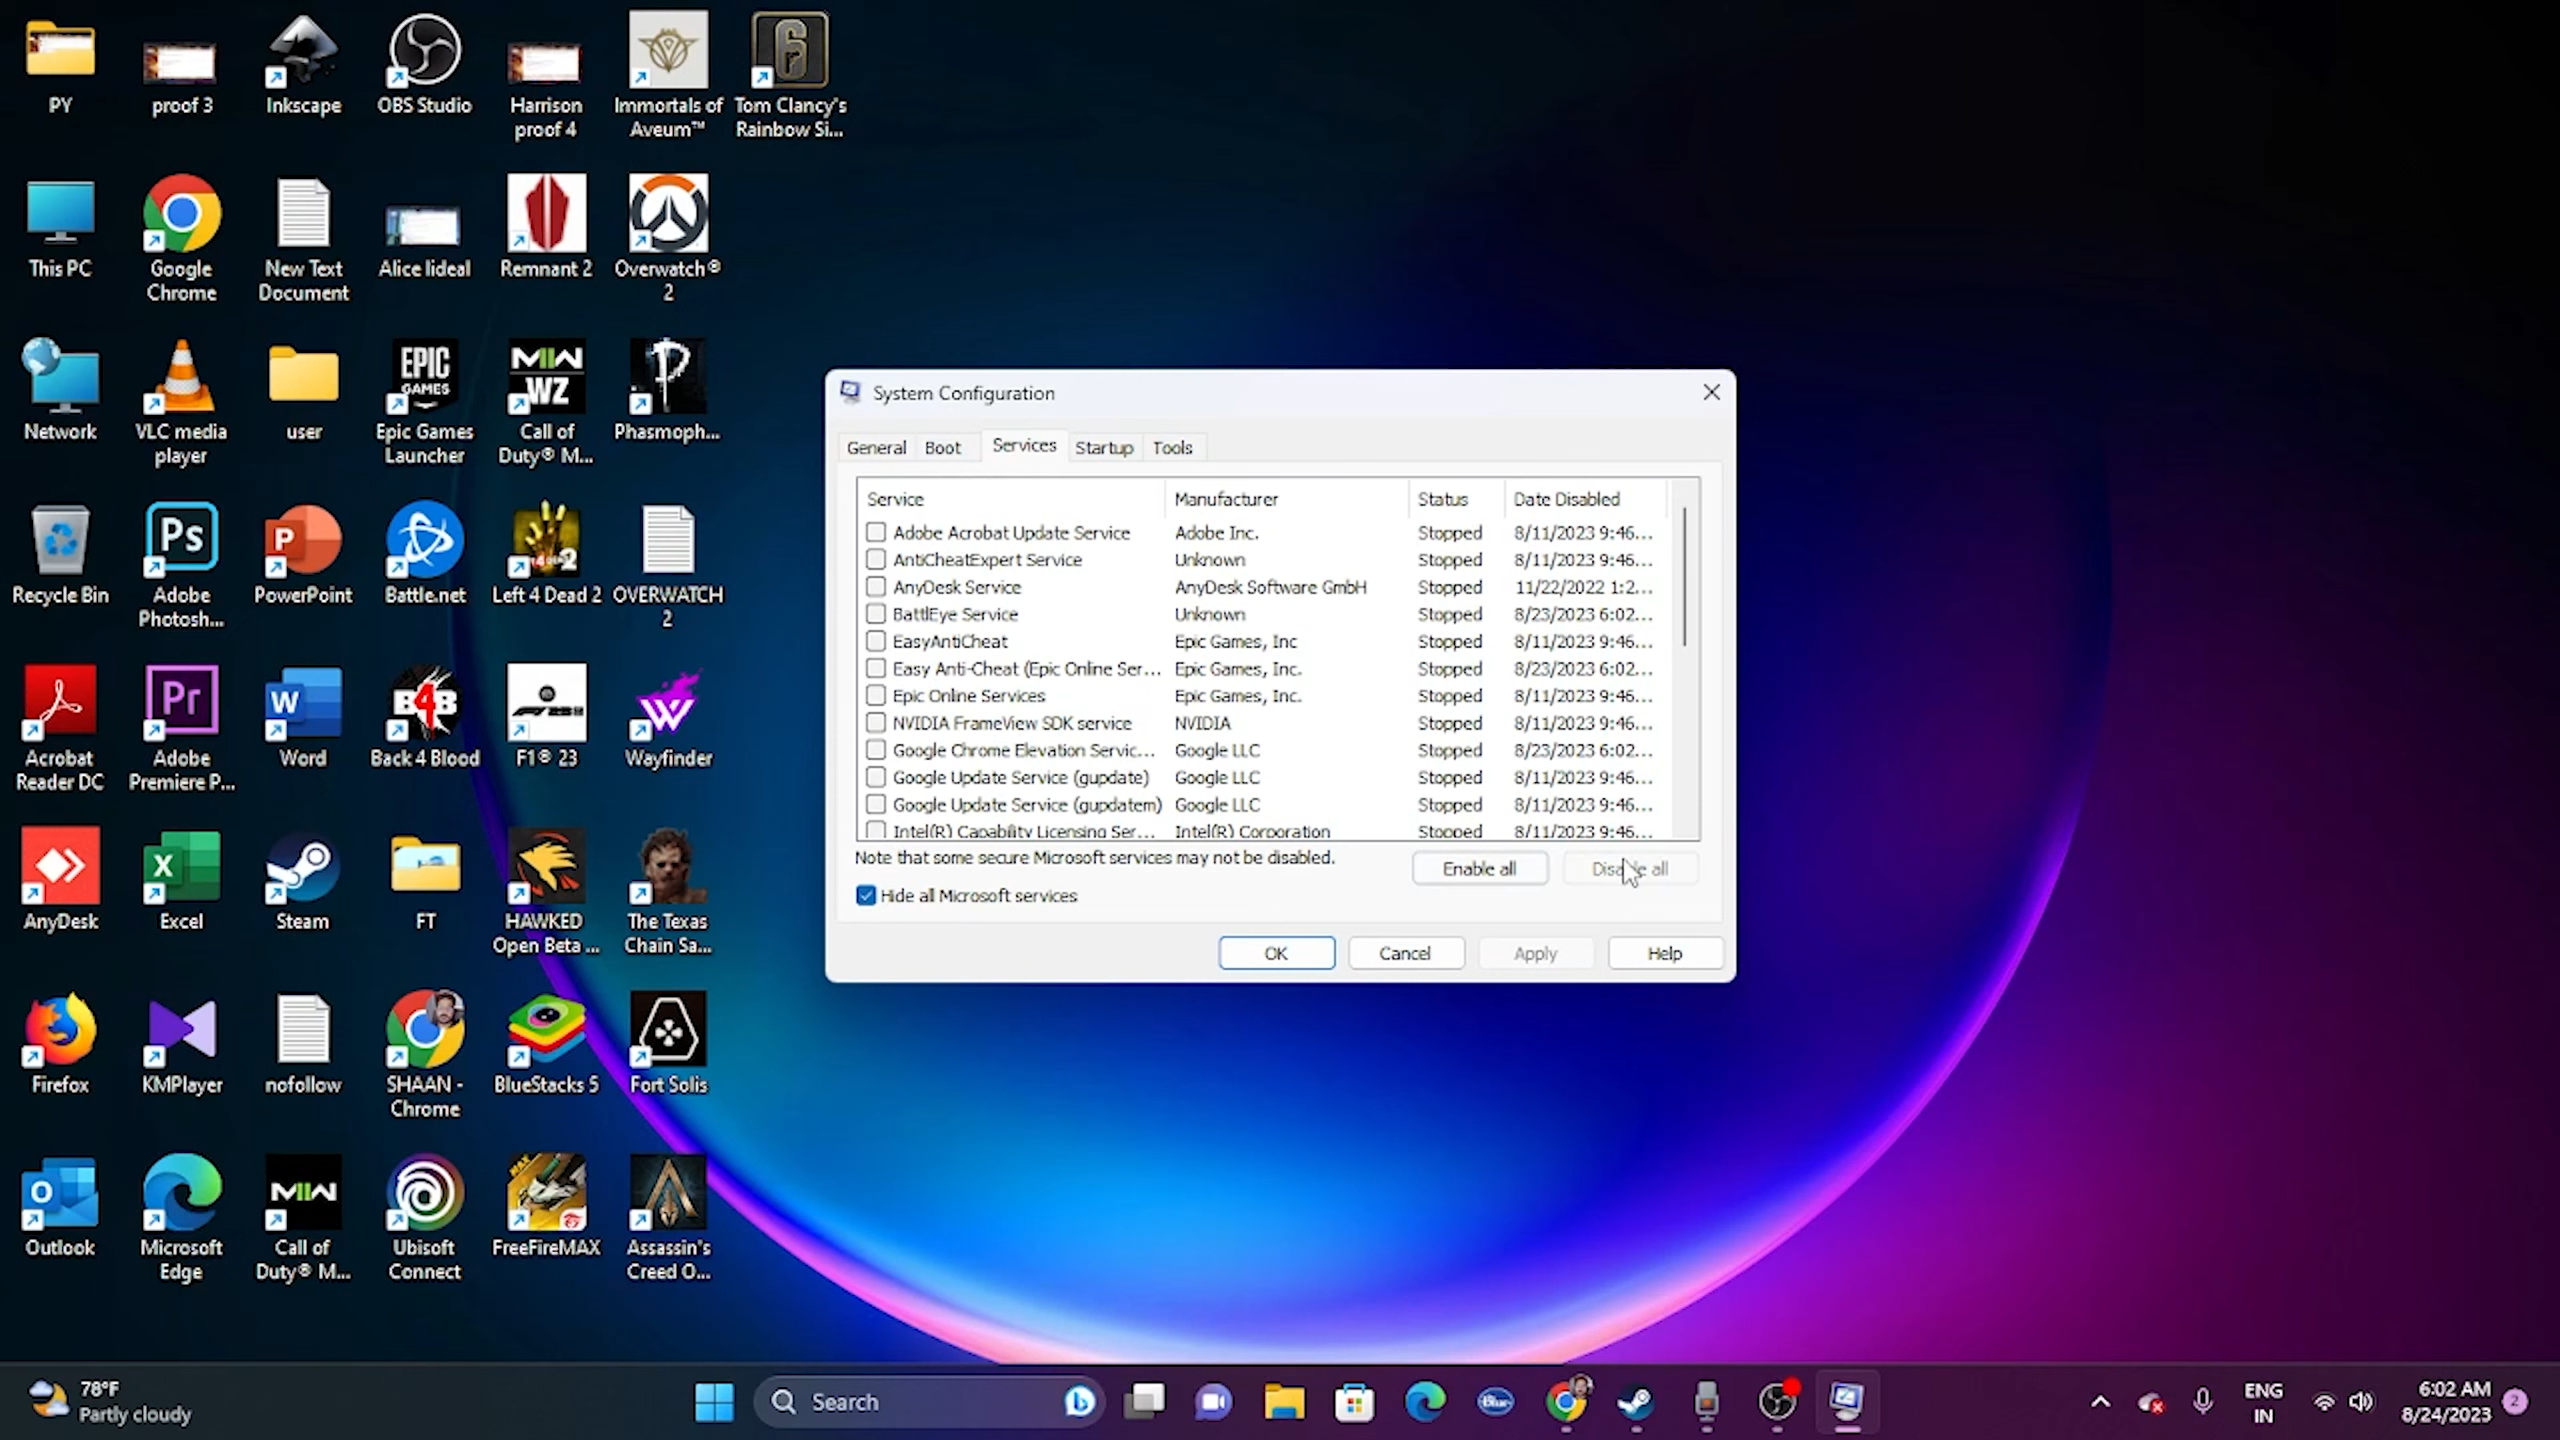 PY
proof 3
Inkscape
OBS Studio
Harrison
proof 4
Immortals of
Aveum™
Tom Clancy's
Rainbow Si...
This PC
Google
Chrome
New Text
Document
Alice Iideal
Remnant 2
Overwatch®
2
EPIC
GAMES
MW
WZ
Network
VLC media
player
user
Epic Games
Launcher
Call of
Duty® M...
Phasmoph...
Ps
P
Recycle Bin
Adobe
Photosh...
PowerPoint
Battle.net
Left 4 Dead 2
OVERWATCH
2
Pr
W
B4B
Acrobat
Reader DC
Adobe
Premiere P...
Word
Back 4 Blood
F1® 23
Wayfinder
X
AnyDesk
Excel
Steam
FT
HAWKED
Open Beta ...
The Texas
Chain Sa...
Firefox
KMPlayer
nofollow
SHAAN -
Chrome
BlueStacks 5
Fort Solis
O
MW
MAX
Outlook
Microsoft
Edge
Call of
Duty® M...
Ubisoft
Connect
FreeFireMAX
Assassin's
Creed O...
System Configuration
General Boot Services Startup Tools
Service Manufacturer Status Date Disabled
Adobe Acrobat Update Service Adobe Inc. Stopped 8/11/2023 9:46...
AntiCheatExpert Service Unknown Stopped 8/11/2023 9:46...
AnyDesk Service AnyDesk Software GmbH Stopped 11/22/2022 1:2...
BattlEye Service Unknown Stopped 8/23/2023 6:02...
EasyAntiCheat Epic Games, Inc Stopped 8/11/2023 9:46...
Easy Anti-Cheat (Epic Online Ser... Epic Games, Inc. Stopped 8/23/2023 6:02...
Epic Online Services Epic Games, Inc. Stopped 8/11/2023 9:46...
NVIDIA FrameView SDK service NVIDIA Stopped 8/11/2023 9:46...
Google Chrome Elevation Servic... Google LLC Stopped 8/23/2023 6:02...
Google Update Service (gupdate) Google LLC Stopped 8/11/2023 9:46...
Google Update Service (gupdatem) Google LLC Stopped 8/11/2023 9:46...
Intel(R) Capability Licensing Ser... Intel(R) Corporation Stopped 8/11/2023 9:46...
Note that some secure Microsoft services may not be disabled.
Enable all Disable all
Hide all Microsoft services
OK Cancel Apply Help
78°F
Partly cloudy
Search
Blue
ENG
IN
6:02 AM
8/24/2023
2